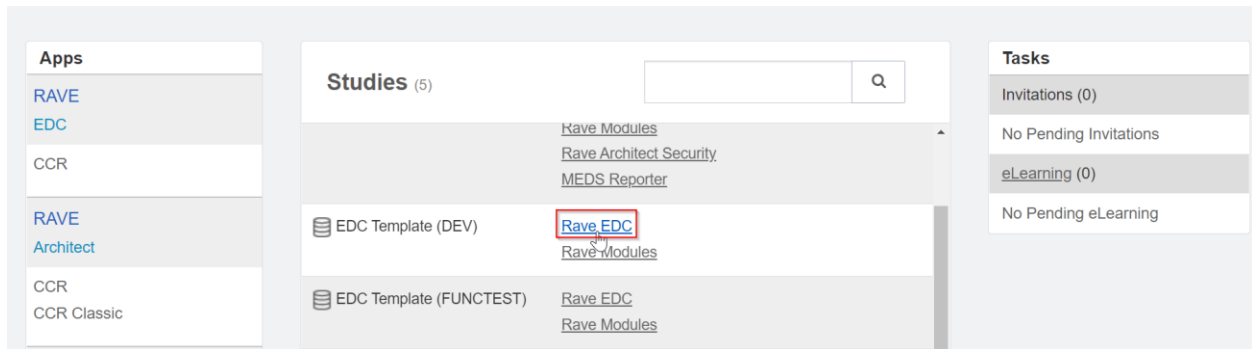 Apps
RAVE
EDC
CCR
RAVE
Architect
CCR
CCR Classic
Studies (5)
Rave Modules
Rave Architect Security
MEDS Reporter
EDC Template (DEV)
Rave EDC
Rave Modules
EDC Template (FUNCTEST)
Rave EDC
Rave Modules
Tasks
Invitations (0)
No Pending Invitations
eLearning (0)
No Pending eLearning